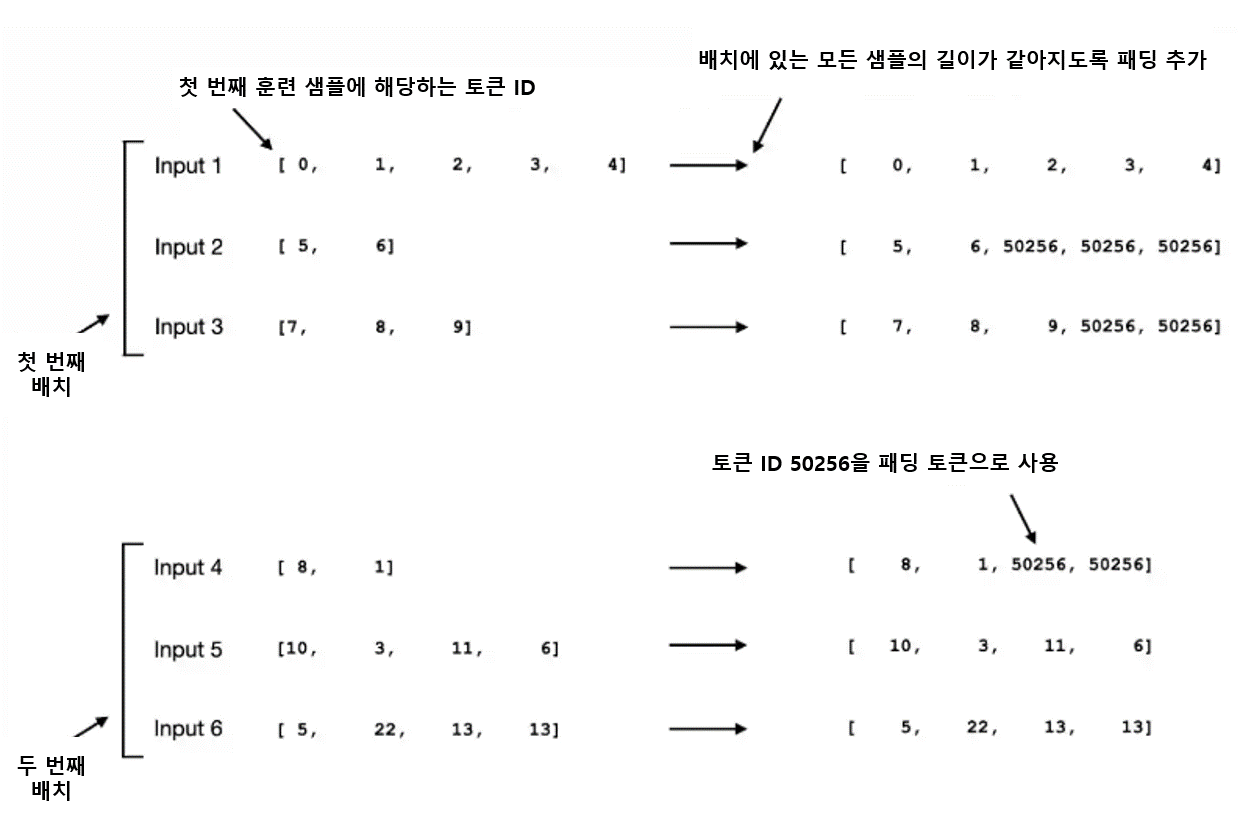 배치에 있는 모든 샘플의 길이가 같아지도록 패딩 추가
첫 번째 훈련 샘플에 해당하는 토큰 ID
Input 1 [ 0, 1, 2, 3, 4] [ 0, 1, 2, 3, 4]
Input 2 [ 5, 6] [ 5, 6, 50256, 50256, 50256]
Input 3 [7, 8, 9] [ 7, 8, 9, 50256, 50256]
첫 번째
배치
토큰 ID 50256을 패딩 토큰으로 사용
Input 4 [ 8, 1] [ 8, 1, 50256, 50256]
Input 5 [10, 3, 11, 6] [ 10, 3, 11, 6]
Input 6 [ 5, 22, 13, 13] [ 5, 22, 13, 13]
두 번째
배치